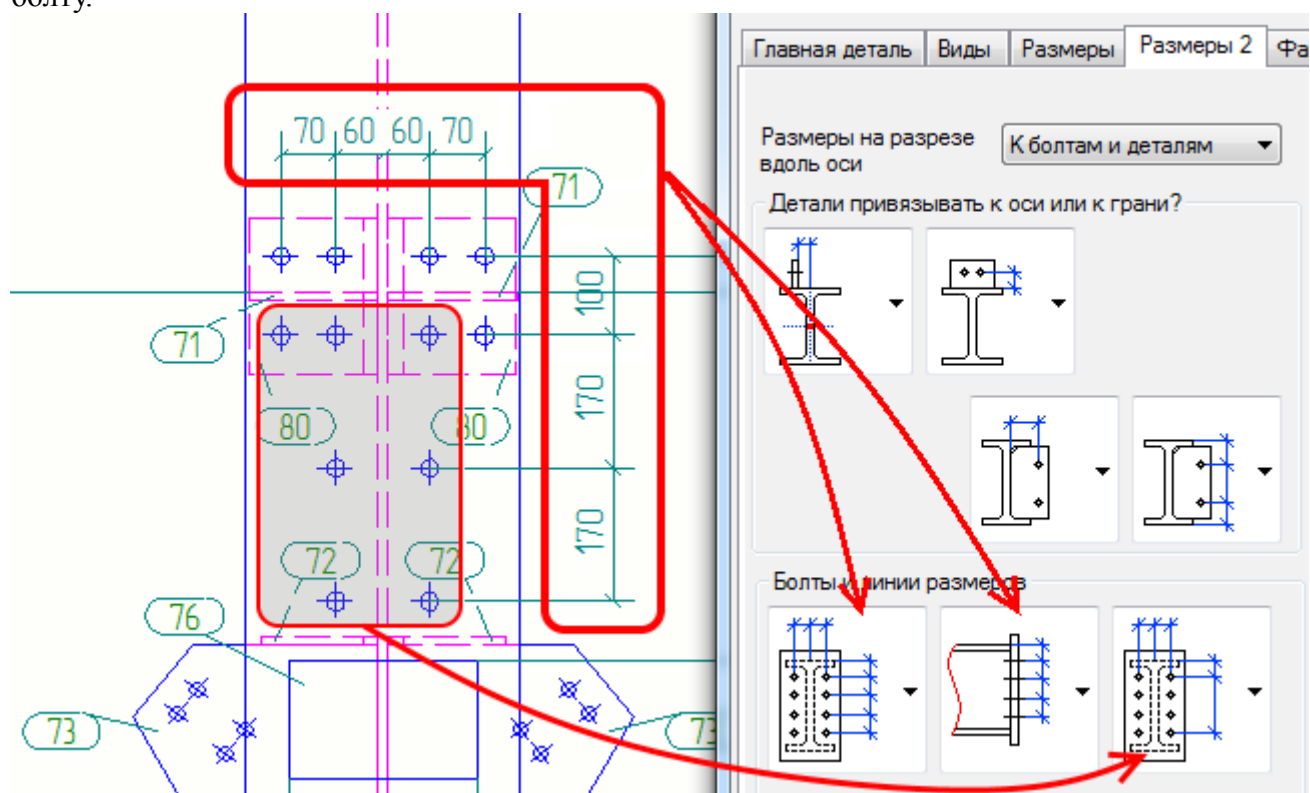 болту.
Главная деталь Виды Размеры Размеры 2 Фа
70 60 60 70
71
100
71
170
80 80
170
72 72
76
73 73
Размеры на разрезе
вдоль оси
К болтам и деталям
Детали привязывать к оси или к грани?
Болты и линии размеров